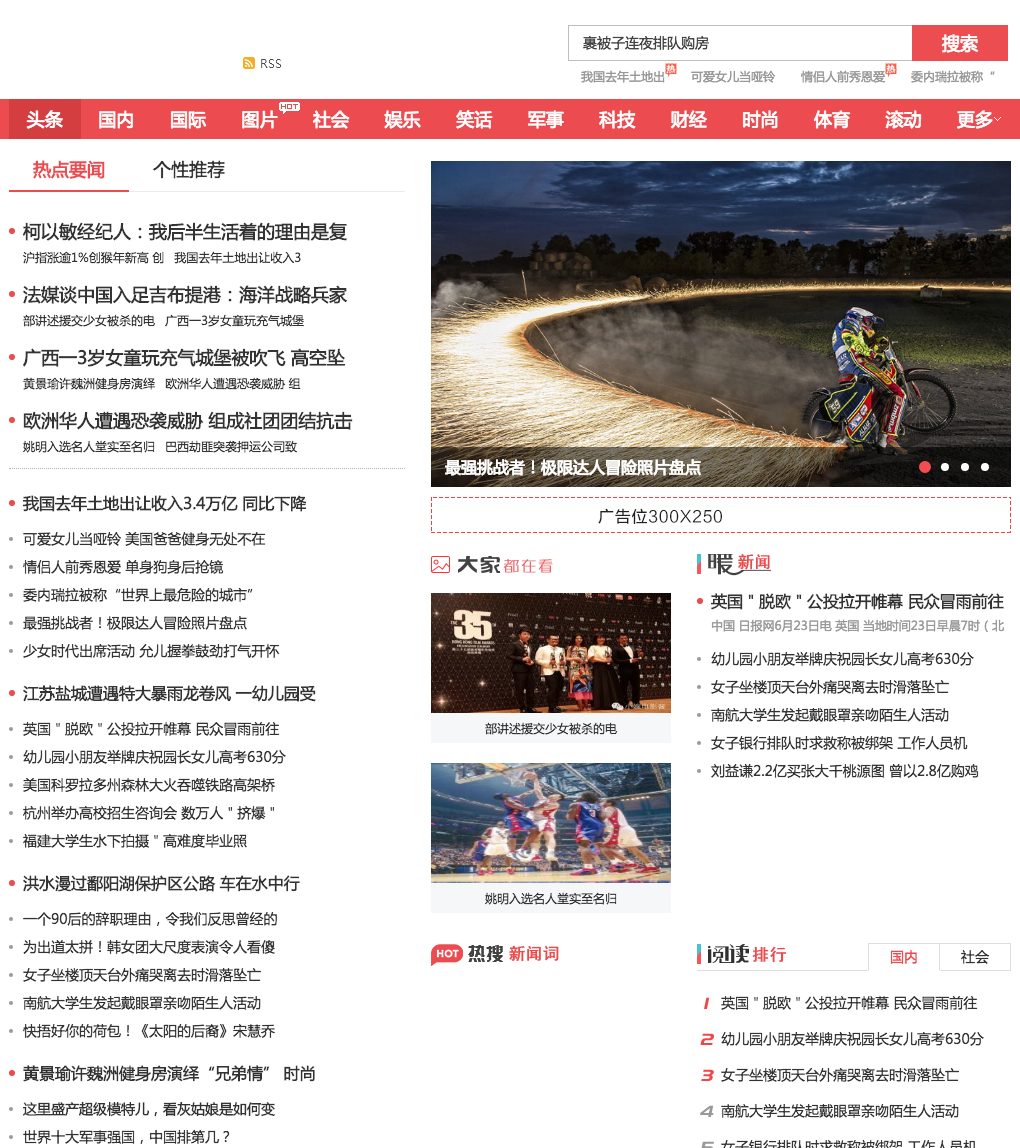 裹被子连夜排队购房
搜索
RSS
我国去年土地出 热 可爱女儿当哑铃 情侣人前秀恩爱 热 委内瑞拉被称“
头条 国内 国际 图片 HOT 社会 娱乐 笑话 军事 科技 财经 时尚 体育 滚动 更多
热点要闻 个性推荐
柯以敏经纪人：我后半生活着的理由是复
沪指涨逾1%创猴年新高 创 我国去年土地出让收入3
法媒谈中国入足吉布提港：海洋战略兵家
部讲述援交少女被杀的电 广西一3岁女童玩充气城堡
广西一3岁女童玩充气城堡被吹飞 高空坠
黄景瑜许魏洲健身房演绎 欧洲华人遭遇恐袭威胁 组
欧洲华人遭遇恐袭威胁 组成社团团结抗击
姚明入选名人堂实至名归 巴西动能突袭押运公司致
我国去年土地出让收入3.4万亿 同比下降
可爱女儿当哑铃 美国爸爸健身无处不在
情侣人前秀恩爱 单身狗身后抢镜
委内瑞拉被称“世界上最危险的城市”
最强挑战者！极限达人冒险照片盘点
少女时代出席活动 允儿握拳鼓劲打气开怀
江苏盐城遭遇特大暴雨龙卷风 一幼儿园受
英国＂脱欧＂公投拉开帷幕 民众冒雨前往
幼儿园小朋友举牌庆祝园长女儿高考630分
美国科罗拉多州森林大火吞噬铁路高架桥
杭州举办高校招生咨询会 数万人＂挤爆＂
福建大学生水下拍摄＂高难度毕业照
洪水漫过鄱阳湖保护区公路 车在水中行
一个90后的辞职理由，令我们反思曾经的
为出道太拼！韩女团大尺度表演令人看傻
女子坐楼顶天台外痛哭离去时滑落坠亡
南航大学生发起戴眼罩亲吻陌生人活动
快捂好你的荷包！《太阳的后裔》宋慧乔
黄景瑜许魏洲健身房演绎“兄弟情” 时尚
这里盛产超级模特儿，看灰姑娘是如何变
世界十大军事强国，中国排第几？
最强挑战者！极限达人冒险照片盘点
广告位300X250
大家都在看
35
部讲述援交少女被杀的电
姚明入选名人堂实至名归
暖新闻
英国＂脱欧＂公投拉开帷幕 民众冒雨前往
中国 日报网6月23日电 英国 当地时间23日早晨7时（北
幼儿园小朋友举牌庆祝园长女儿高考630分
女子坐楼顶天台外痛哭离去时滑落坠亡
南航大学生发起戴眼罩亲吻陌生人活动
女子银行排队时求救称被绑架 工作人员机
刘益谦2.2亿买张大千桃源图 曾以2.8亿购鸡
HOT 热搜 新闻词
阅读排行 国内 社会
1 英国＂脱欧＂公投拉开帷幕 民众冒雨前往
2 幼儿园小朋友举牌庆祝园长女儿高考630分
3 女子坐楼顶天台外痛哭离去时滑落坠亡
4 南航大学生发起戴眼罩亲吻陌生人活动
5 女子银行排队时求救称被绑架 工作人员机